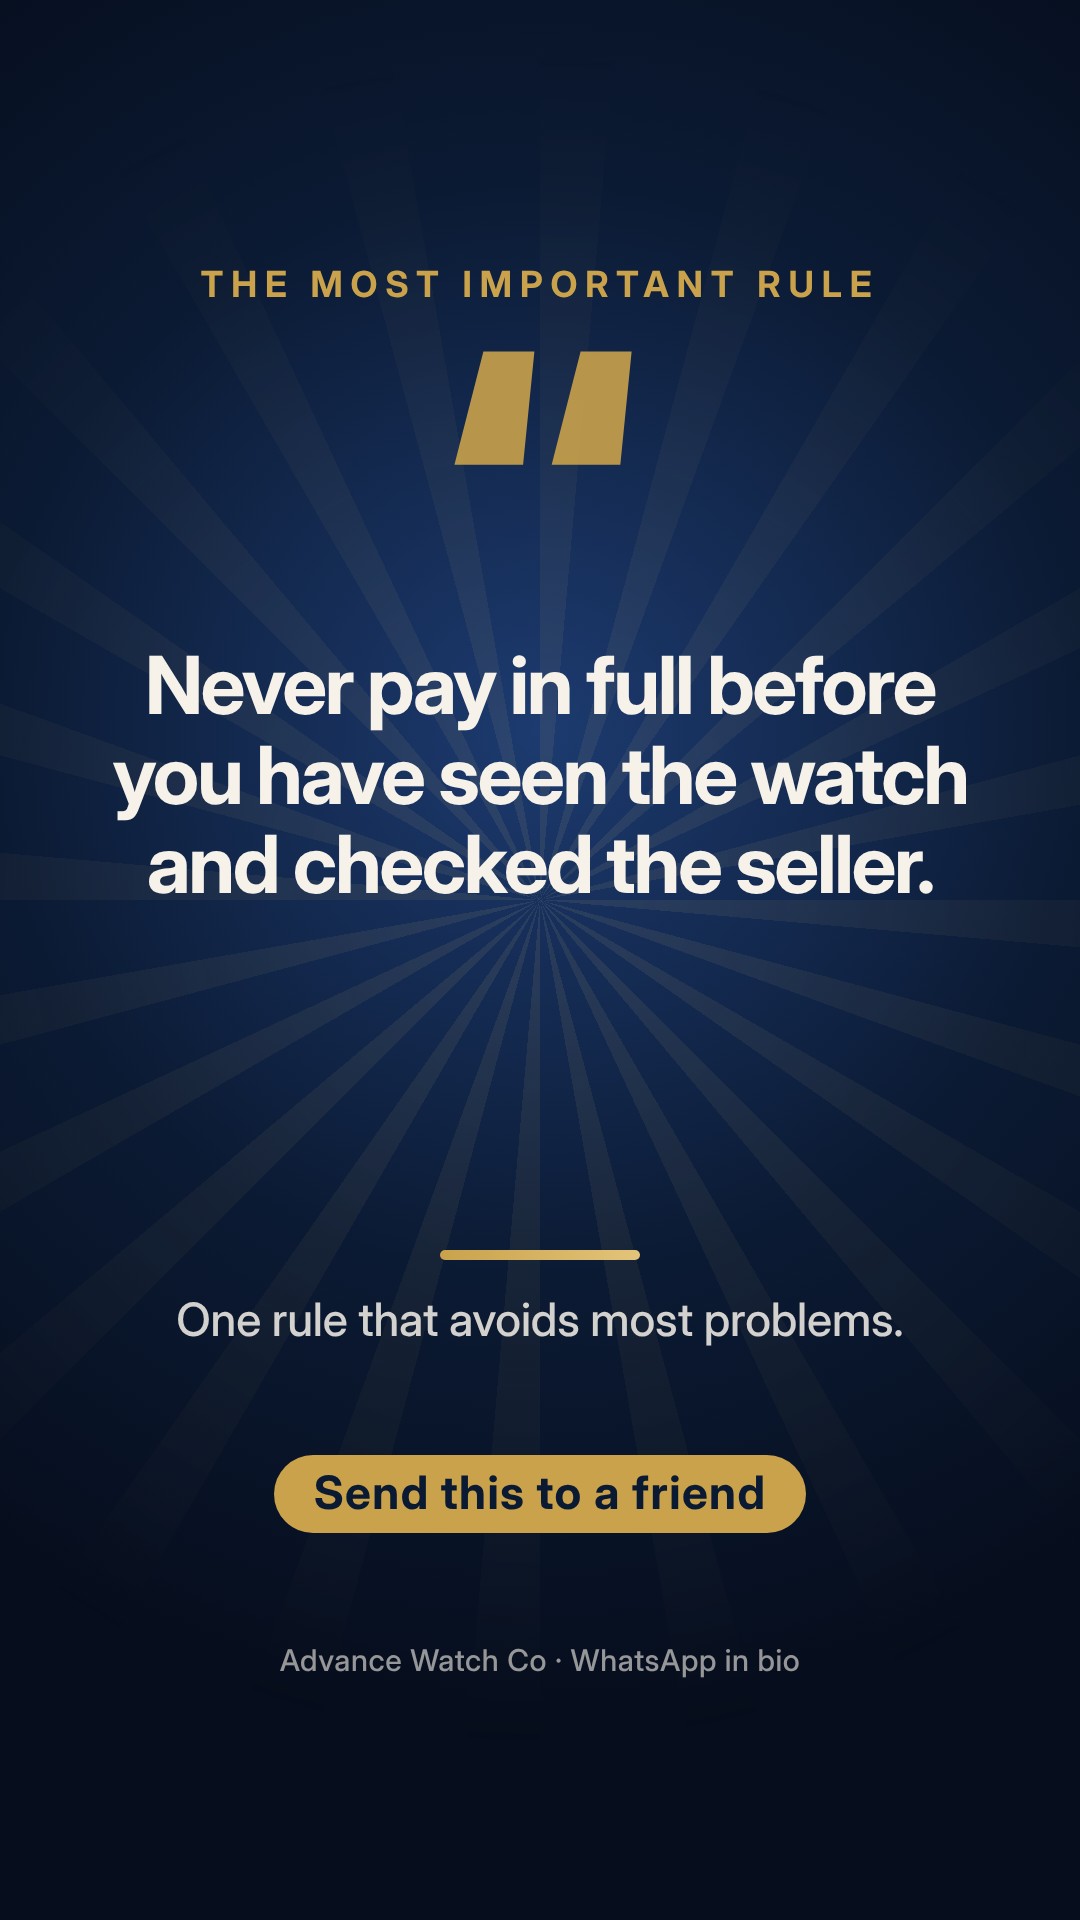 THE MOST IMPORTANT RULE
"
Never pay in full before
you have seen the watch
and checked the seller.
One rule that avoids most problems.
Send this to a friend
Advance Watch Co · WhatsApp in bio